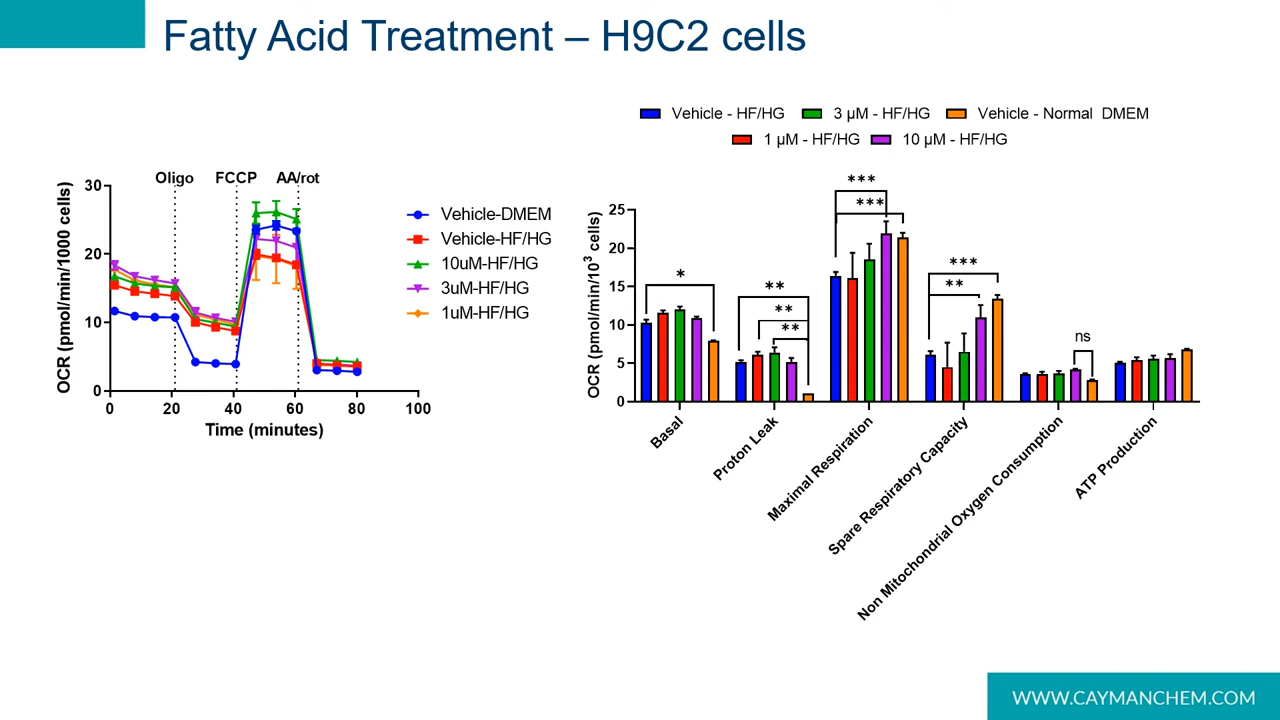 Fatty Acid Treatment – H9C2 cells
Vehicle - HF/HG
3 µM - HF/HG
Vehicle - Normal DMEM
1 µM - HF/HG
10 µM - HF/HG
Oligo
FCCP
AA/rot
OCR (pmol/min/1000 cells)
30
20
10
0
0
20
40
60
80
100
Time (minutes)
Vehicle-DMEM
Vehicle-HF/HG
10uM-HF/HG
3uM-HF/HG
1uM-HF/HG
OCR (pmol/min/10³ cells)
25
20
15
10
5
0
*
**
**
**
***
***
***
**
ns
Basal
Proton Leak
Maximal Respiration
Spare Respiratory Capacity
Non Mitochondrial Oxygen Consumption
ATP Production
WWW.CAYMANCHEM.COM